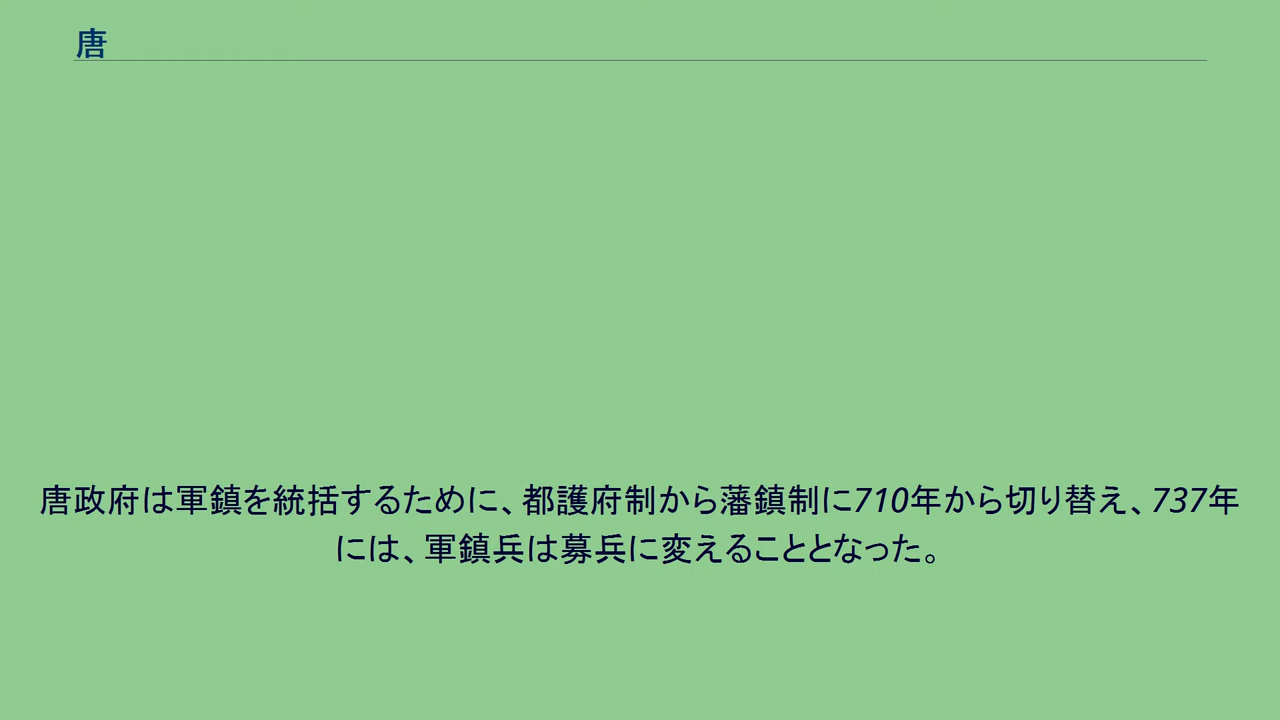 唐
唐政府は軍鎮を統括するために、都護府制から藩鎮制に710年から切り替え、737年
には、軍鎮兵は募兵に変えることとなった。